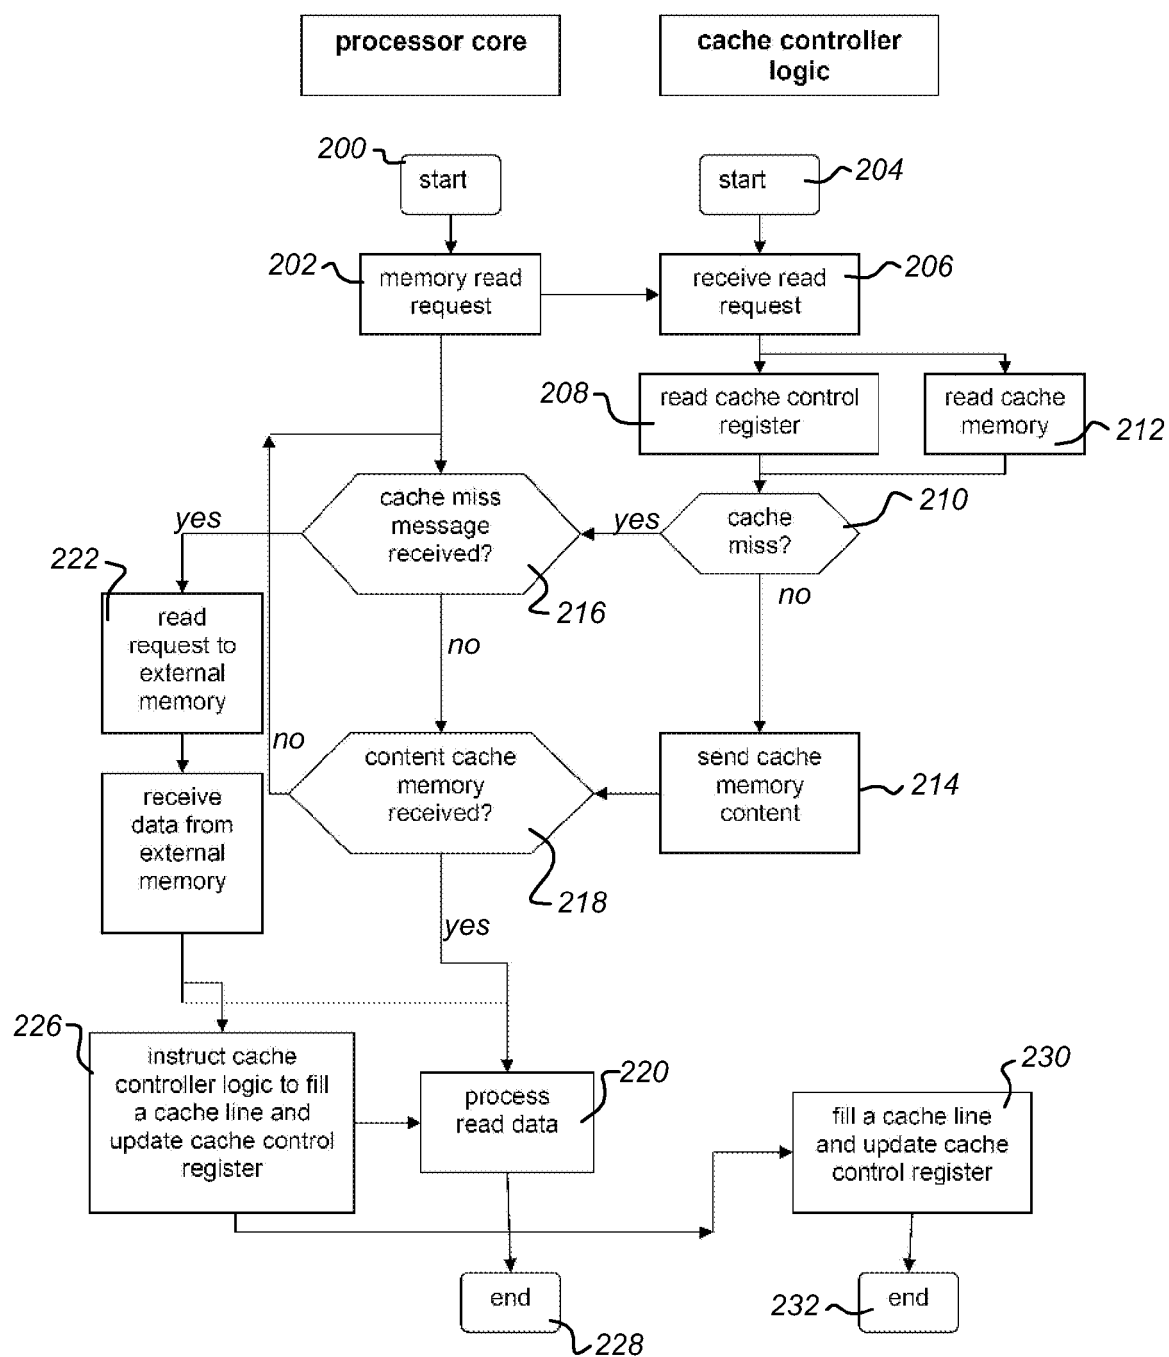 processor core
cache controller
logic
200
start
start
204
202
memory read
request
receive read
request
206
208
read cache control
register
read cache
memory
212
cache miss
message
received?
216
yes
yes
cache
miss?
210
no
no
222
read
request to
external
memory
no
content cache
memory
received?
218
send cache
memory
content
214
receive
data from
external
memory
yes
226
instruct cache
controller logic to fill
a cache line and
update cache control
register
process
read data
220
230
fill a cache line
and update cache
control register
end
228
232
end